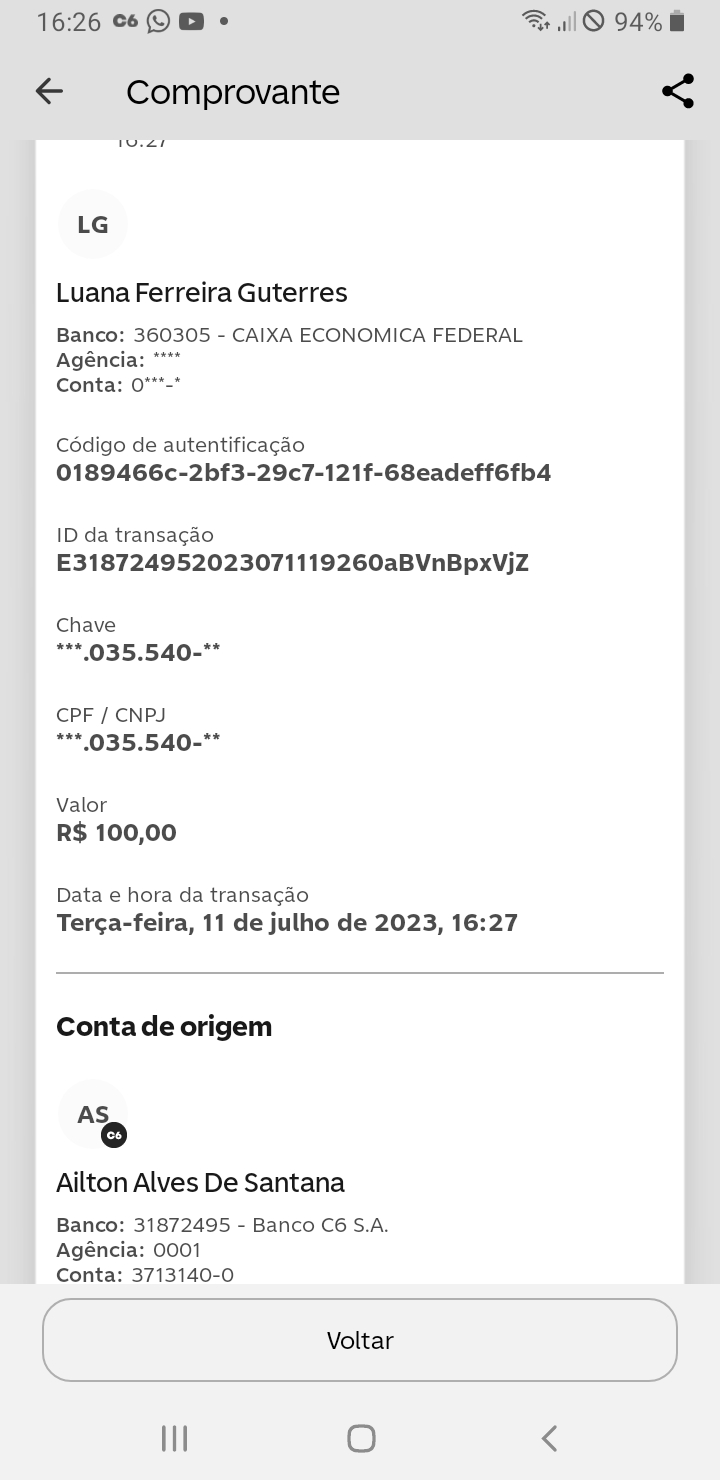 16:26 C6
94%
Comprovante
16:27
LG
Luana Ferreira Guterres
Banco: 360305 - CAIXA ECONOMICA FEDERAL
Agência: ****
Conta: 0***-*
Código de autentificação
0189466c-2bf3-29c7-121f-68eadeff6fb4
ID da transação
E318724952023071119260aBVnBpxVjZ
Chave
***.035.540-**
CPF / CNPJ
***.035.540-**
Valor
R$ 100,00
Data e hora da transação
Terça-feira, 11 de julho de 2023, 16:27
Conta de origem
AS
C6
Ailton Alves De Santana
Banco: 31872495 - Banco C6 S.A.
Agência: 0001
Conta: 3713140-0
Voltar